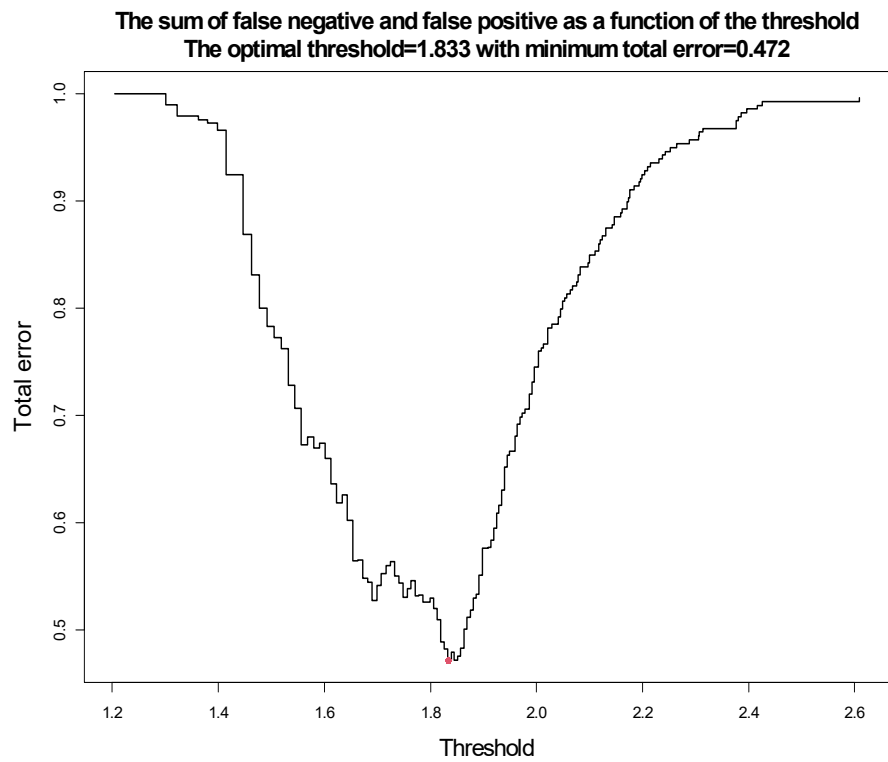 The sum of false negative and false positive as a function of the threshold
The optimal threshold=1.833 with minimum total error=0.472
1.0
0.9
0.8
0.7
0.6
0.5
Total error
1.2 1.4 1.6 1.8 2.0 2.2 2.4 2.6
Threshold